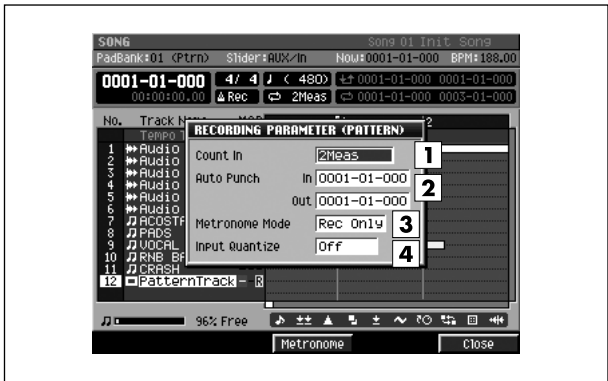 SONG Song 01 Init Song
PadBank:01 (Ptrn) Slider:AUX/In Now:0001-01-000 BPM:188.00
0001-01-000 4/ 4 ♩ ( 480) 0001-01-000 0001-01-000
00:00:00.00 Rec 2Meas 0001-01-000 0003-01-000
No. Track 2
RECORDING PARAMETER (PATTERN)
Tempo
1 Audio
Count In 2Meas 1
2 Audio
3 Audio
Auto Punch In 0001-01-000 2
4 Audio
5 Audio
Out 0001-01-000
6 Audio
7 ACOSTA
Metronome Mode Rec Only 3
8 PADS
9 VOCAL
Input Quantize Off 4
10 RNB
11 CRASH
12 PatternTrack - R
96% Free
Metronome Close